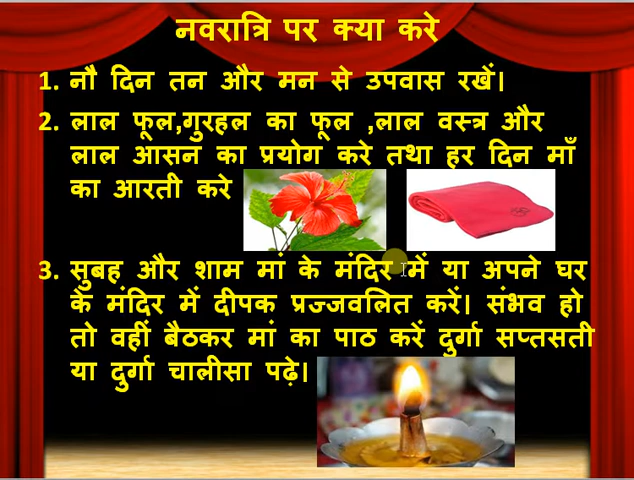 नवरात्रि पर क्या करे
1. नौ दिन तन और मन से उपवास रखें।
2. लाल फूल,गुरहल का फूल ,लाल वस्त्र और
लाल आसन का प्रयोग करे तथा हर दिन माँ
का आरती करे
3. सुबह और शाम मां के मंदिर में या अपने घर
के मंदिर में दीपक प्रज्जवलित करें। संभव हो
तो वहीं बैठकर मां का पाठ करें दुर्गा सप्तसती
या दुर्गा चालीसा पढ़े।